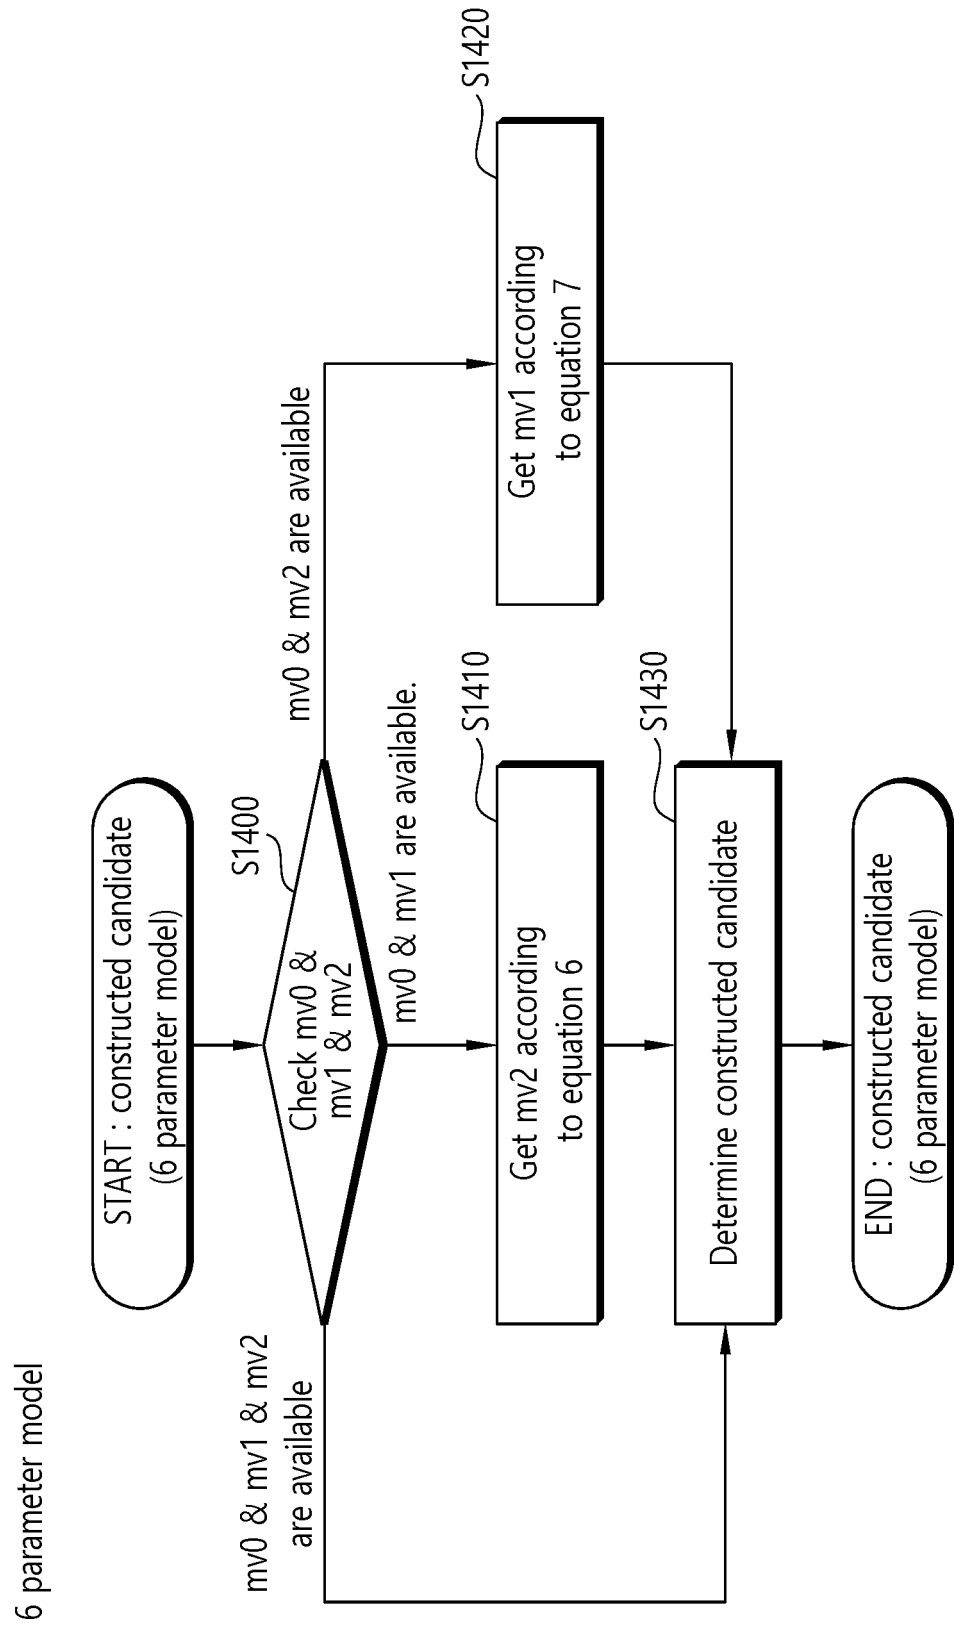 6 parameter model
START : constructed candidate
(6 parameter model)
S1400
Check mv0 &
mv1 & mv2
mv0 & mv1 & mv2
are available
mv0 & mv1 are available.
mv0 & mv2 are available
S1410
Get mv2 according
to equation 6
S1420
Get mv1 according
to equation 7
S1430
Determine constructed candidate
END : constructed candidate
(6 parameter model)